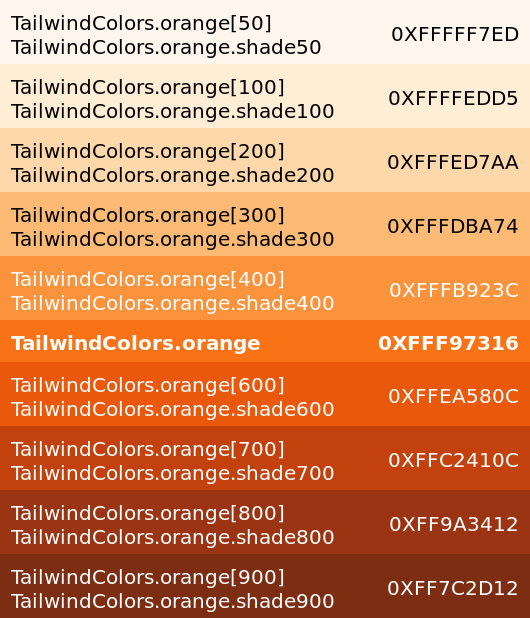 TailwindColors.orange[50]
TailwindColors.orange.shade50
0XFFFFF7ED
TailwindColors.orange[100]
TailwindColors.orange.shade100
0XFFFFEDD5
TailwindColors.orange[200]
TailwindColors.orange.shade200
0XFFFED7AA
TailwindColors.orange[300]
TailwindColors.orange.shade300
0XFFFDBA74
TailwindColors.orange[400]
TailwindColors.orange.shade400
0XFFFB923C
TailwindColors.orange 0XFFF97316
TailwindColors.orange[600]
TailwindColors.orange.shade600
0XFFEA580C
TailwindColors.orange[700]
TailwindColors.orange.shade700
0XFFC2410C
TailwindColors.orange[800]
TailwindColors.orange.shade800
0XFF9A3412
TailwindColors.orange[900]
TailwindColors.orange.shade900
0XFF7C2D12